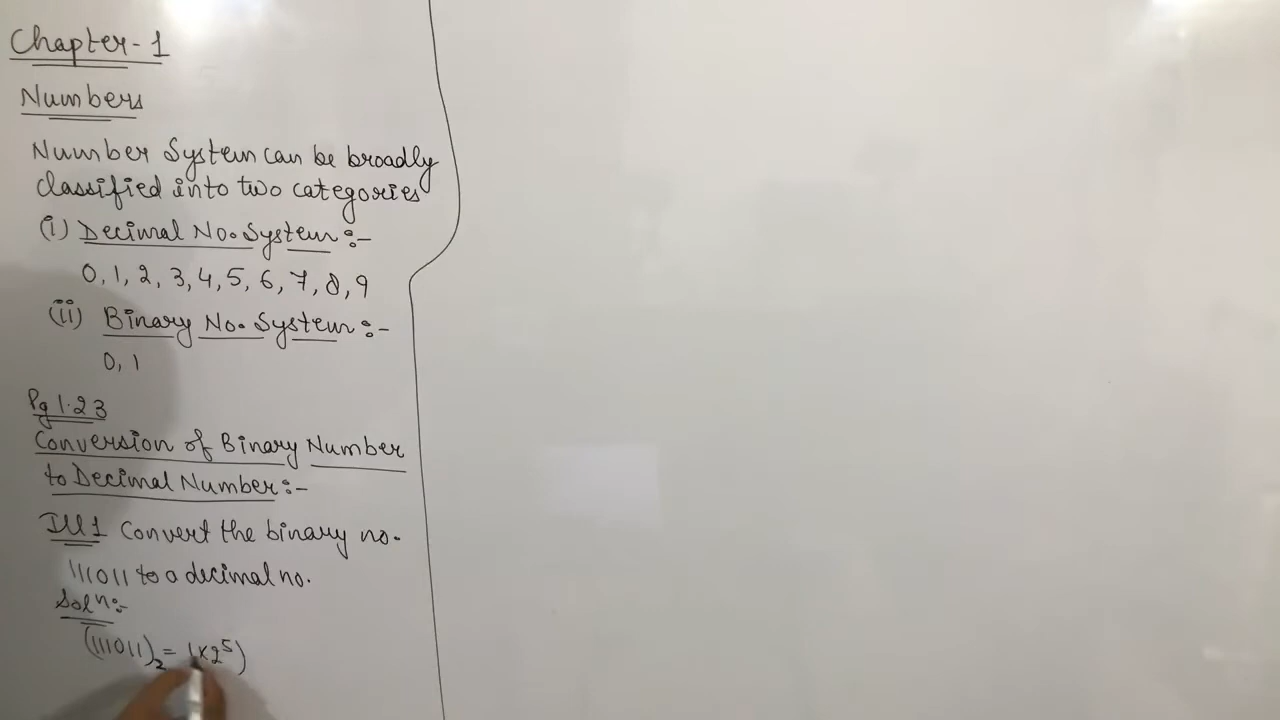 Chapter-1
Numbers
Number System can be broadly
classified into two categories
(i) Decimal No. System :-
0, 1, 2, 3, 4, 5, 6, 7, 8, 9
(ii) Binary No. System :-
0, 1
Pg 1.23
Conversion of Binary Number
to Decimal Number :-
Ill 1 Convert the binary no.
111011 to a decimal no.
Solⁿ:-
(111011)₂ = (1×2⁵)